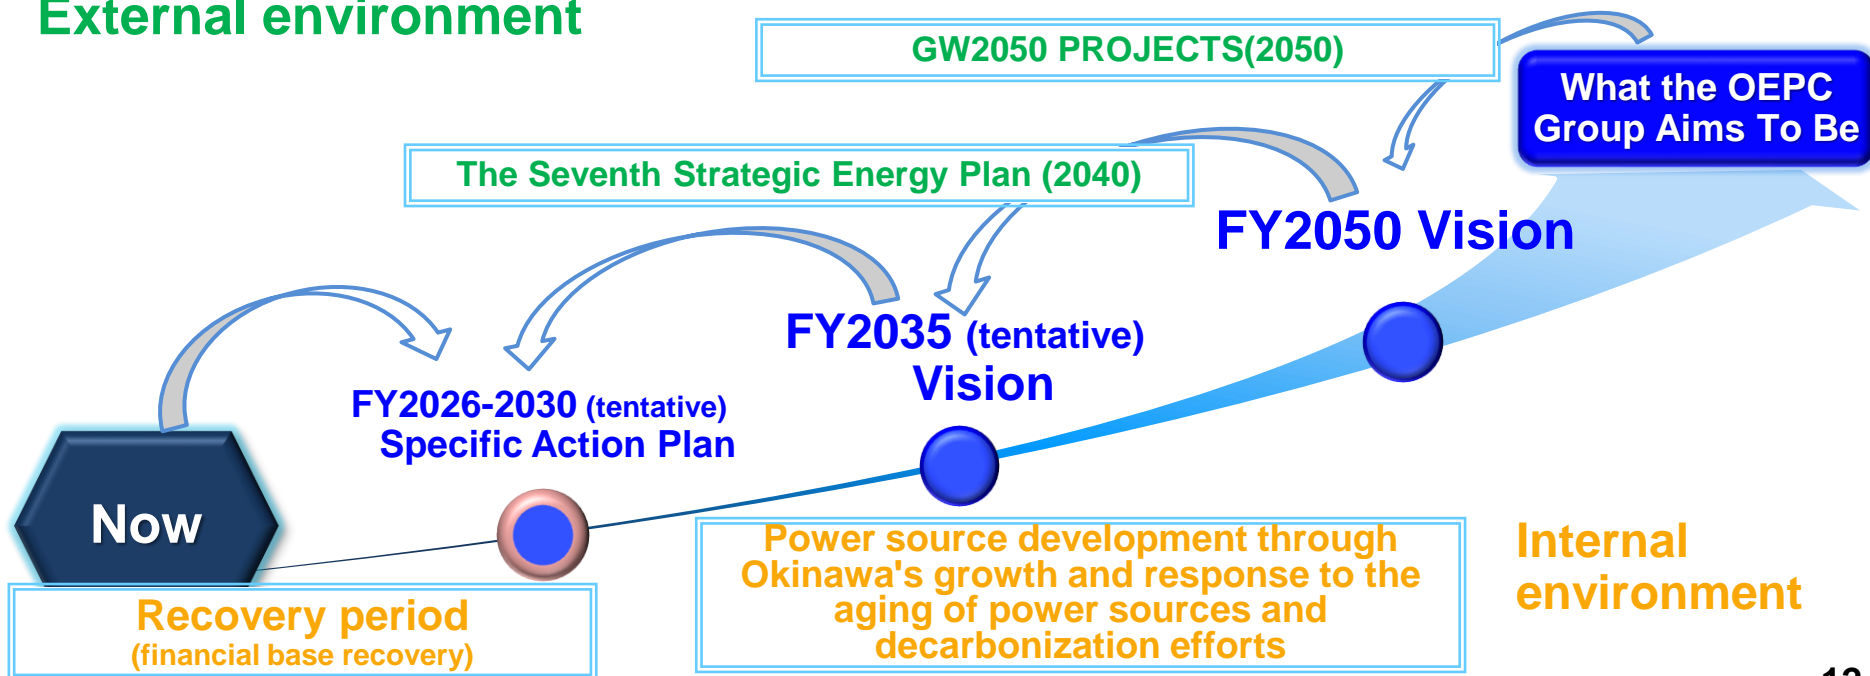 External environment
GW2050 PROJECTS(2050)
What the OEPC
Group Aims To Be
The Seventh Strategic Energy Plan (2040)
FY2050 Vision
FY2035 (tentative)
Vision
FY2026-2030 (tentative)
Specific Action Plan
Now
Recovery period
(financial base recovery)
Power source development through
Okinawa's growth and response to the
aging of power sources and
decarbonization efforts
Internal
environment